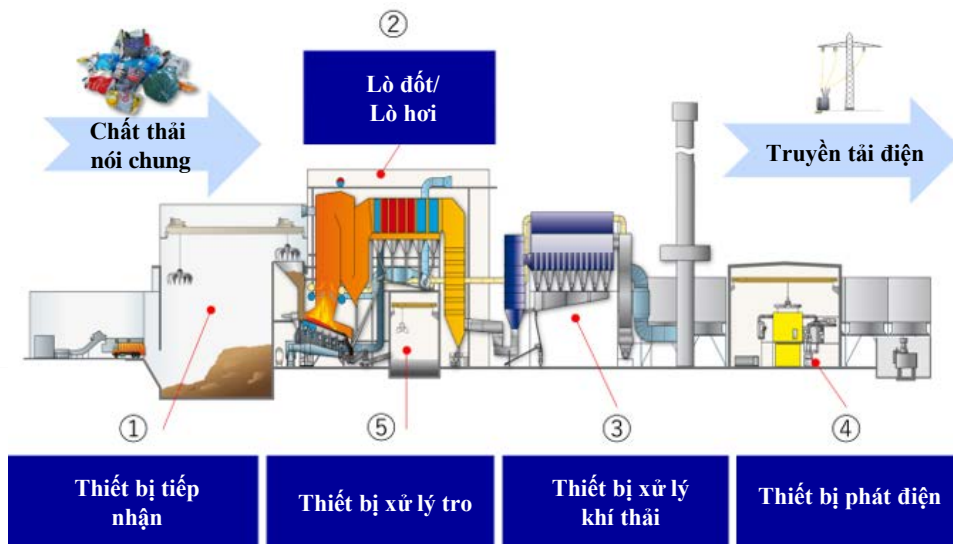 ②
Lò đốt/
Lò hơi
Chất thải
nói chung
Truyền tải điện
①
⑤
③
④
Thiết bị tiếp
nhận
Thiết bị xử lý tro
Thiết bị xử lý
khí thải
Thiết bị phát điện